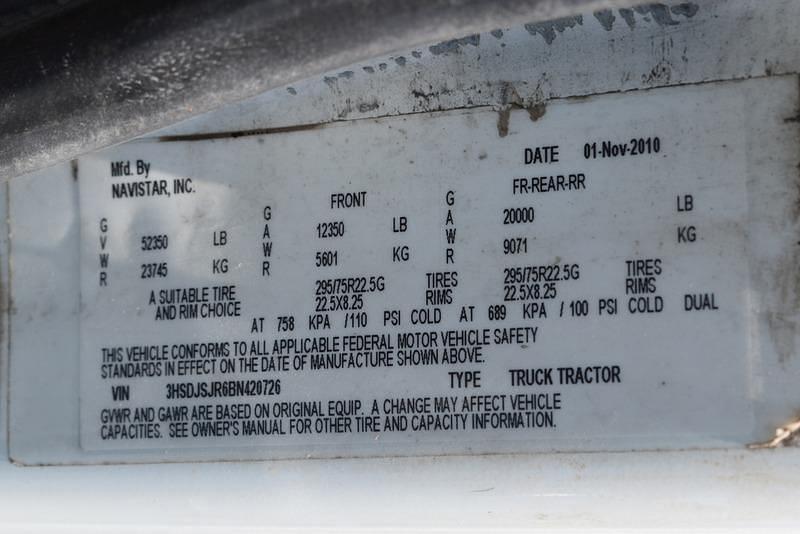 Mfd. By DATE 01-Nov-2010
NAVISTAR, INC.
FRONT FR-REAR-RR
GVWR 52350 LB GAWR 12350 LB GAWR 20000 LB
23745 KG 5601 KG 9071 KG
A SUITABLE TIRE 295/75R22.5G TIRES 295/75R22.5G TIRES
AND RIM CHOICE 22.5X8.25 RIMS 22.5X8.25 RIMS
AT 758 KPA /110 PSI COLD AT 689 KPA / 100 PSI COLD DUAL
THIS VEHICLE CONFORMS TO ALL APPLICABLE FEDERAL MOTOR VEHICLE SAFETY
STANDARDS IN EFFECT ON THE DATE OF MANUFACTURE SHOWN ABOVE.
VIN 3HSDJSJR6BN420726 TYPE TRUCK TRACTOR
GVWR AND GAWR ARE BASED ON ORIGINAL EQUIP. A CHANGE MAY AFFECT VEHICLE
CAPACITIES. SEE OWNER'S MANUAL FOR OTHER TIRE AND CAPACITY INFORMATION.